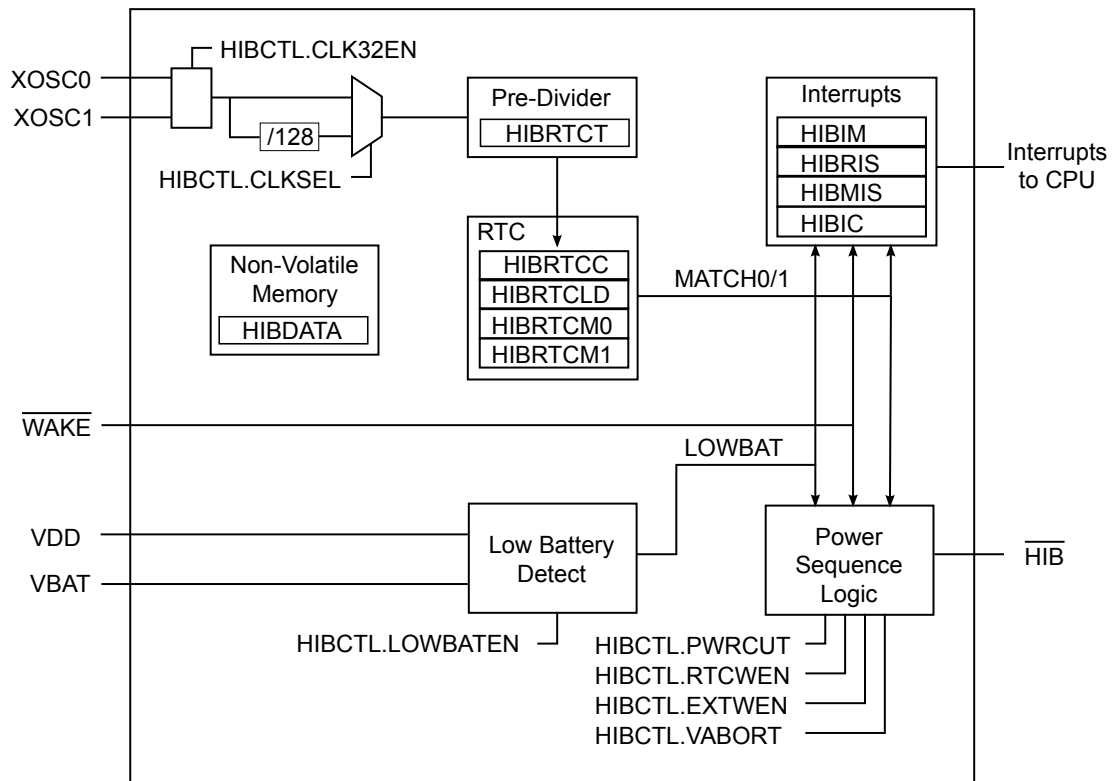 HIBCTL.CLK32EN
XOSC0
XOSC1
/128
HIBCTL.CLKSEL
Pre-Divider
HIBRTCT
Interrupts
HIBIM
HIBRIS
HIBMIS
HIBIC
Interrupts
to CPU
Non-Volatile
Memory
HIBDATA
RTC
HIBRTCC
HIBRTCLD
HIBRTCM0
HIBRTCM1
MATCH0/1
WAKE
LOWBAT
VDD
VBAT
Low Battery
Detect
Power
Sequence
Logic
HIB
HIBCTL.LOWBATEN
HIBCTL.PWRCUT
HIBCTL.RTCWEN
HIBCTL.EXTWEN
HIBCTL.VABORT